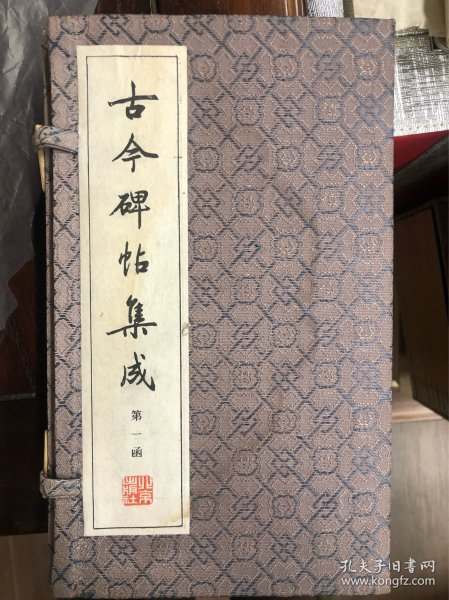 古今碑帖集成
第一函
北京
出版社
孔夫子旧书网
www.kongfz.com